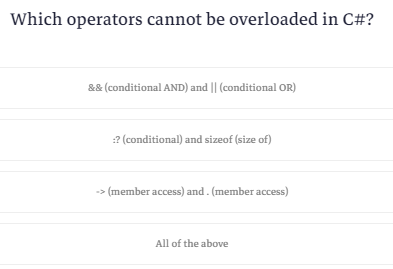 Which operators cannot be overloaded in C#?
&& (conditional AND) and || (conditional OR)
:? (conditional) and sizeof (size of)
-> (member access) and . (member access)
All of the above